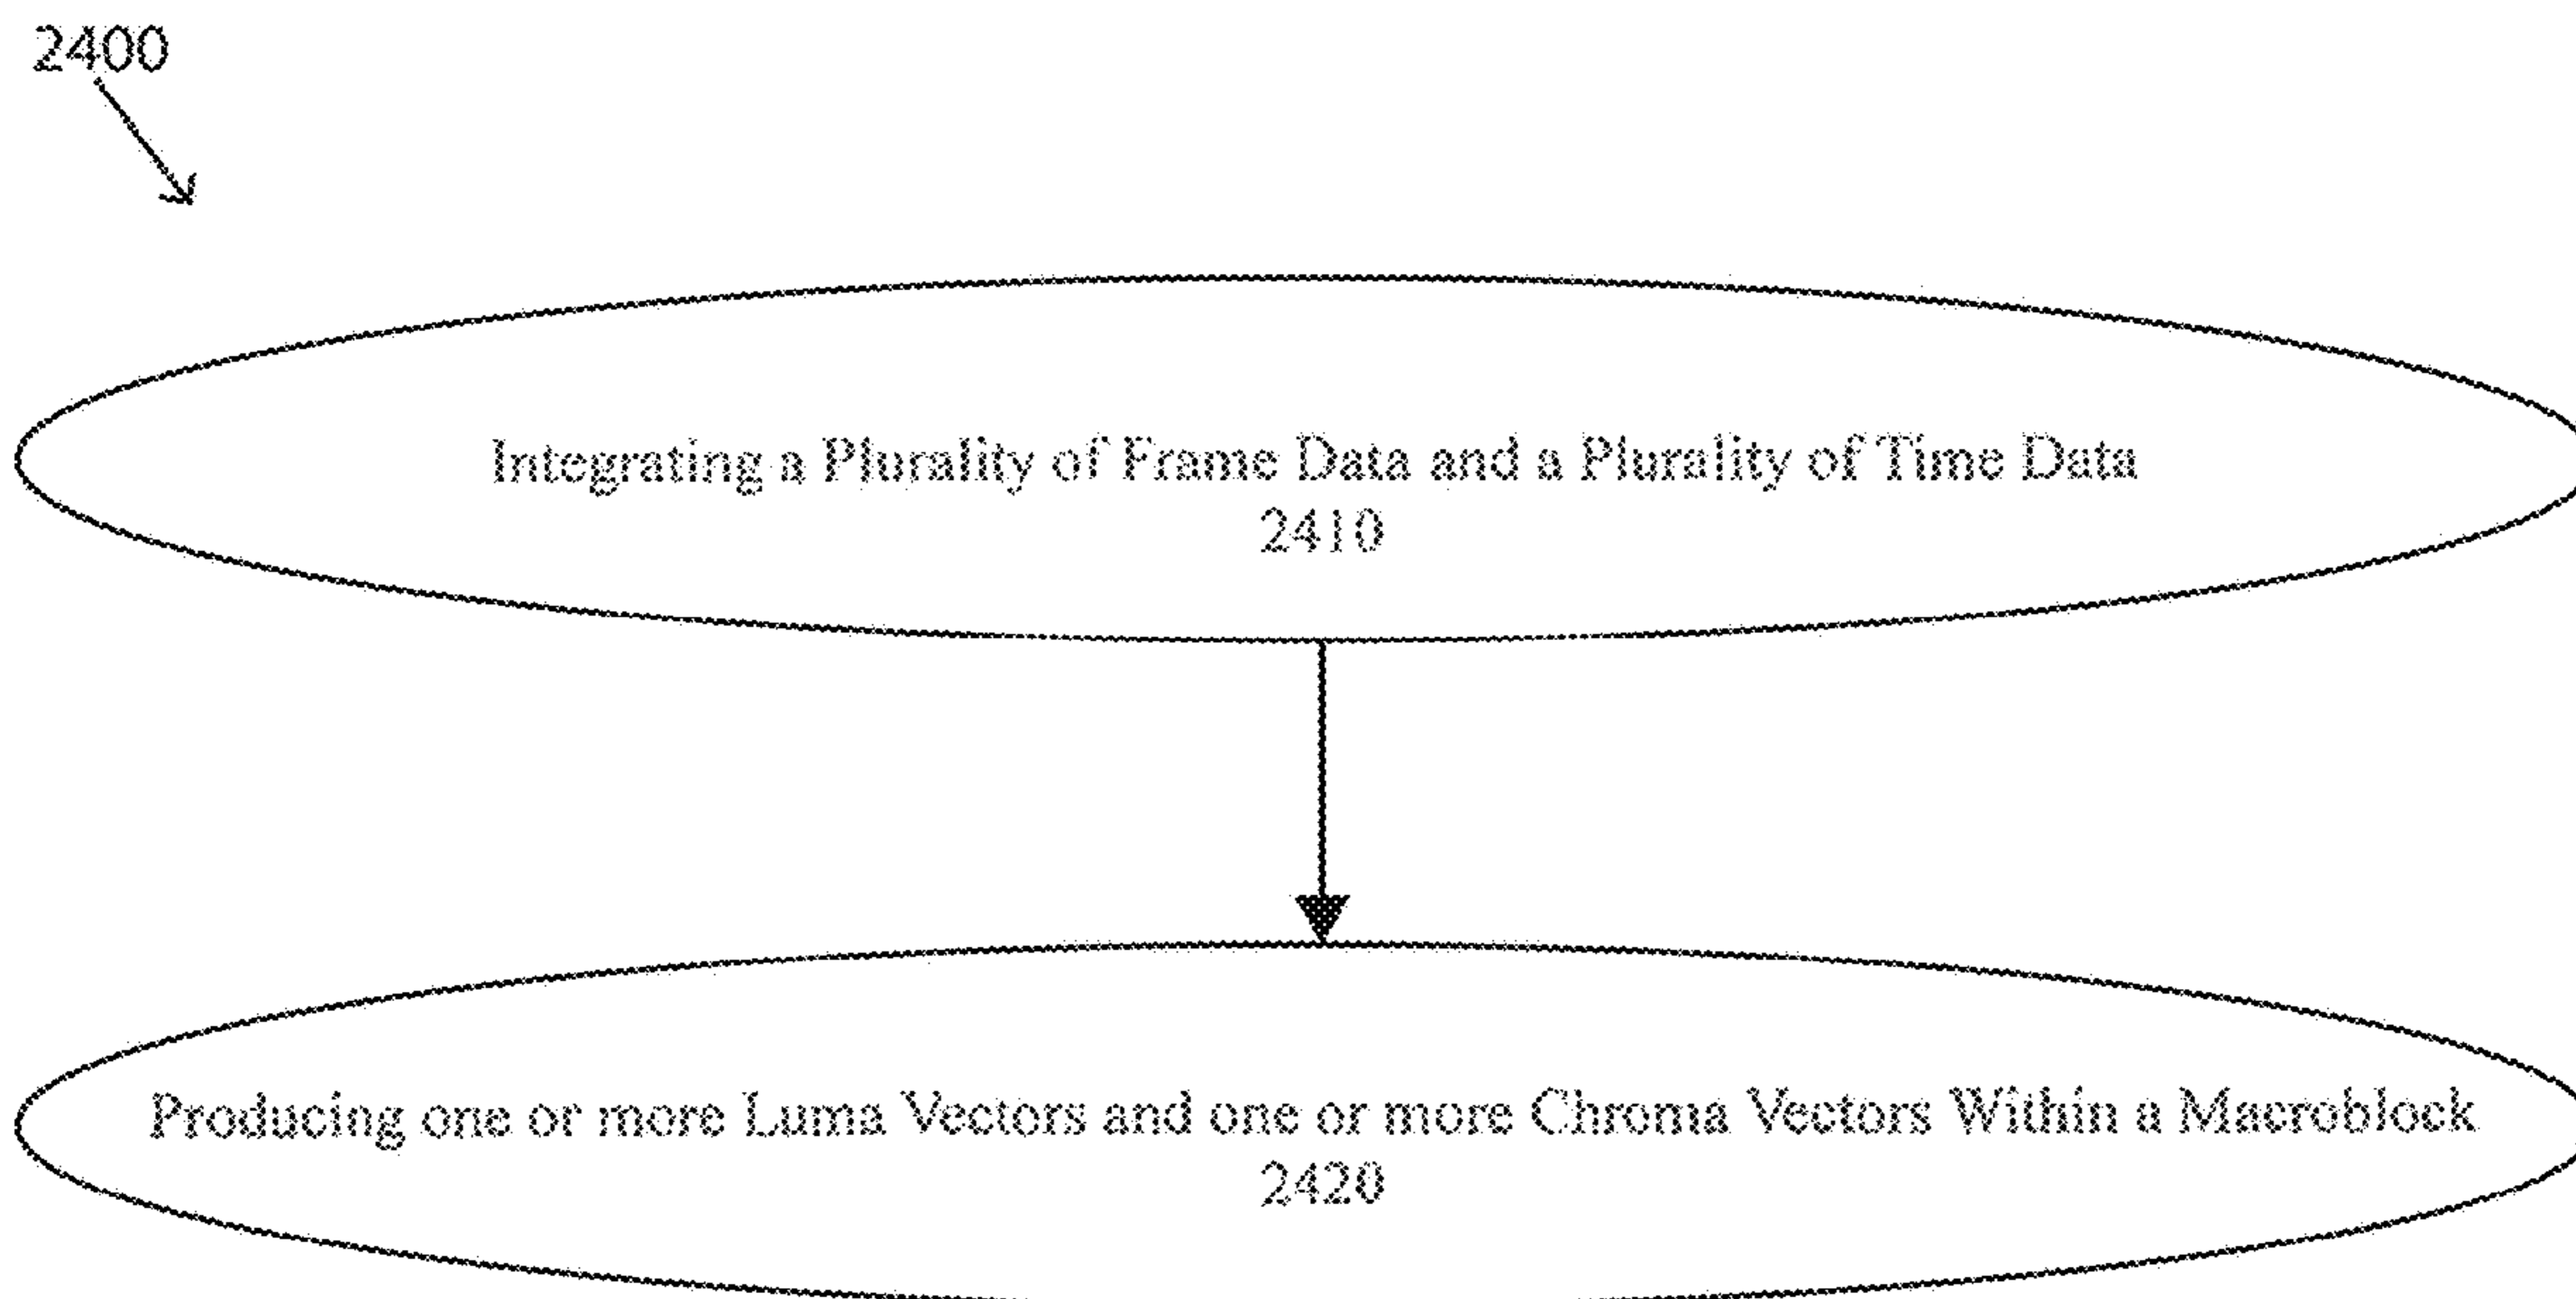 2400
Integrating a Plurality of Frame Data and a Plurality of Time Data
2410
Producing one or more Luma Vectors and one or more Chroma Vectors Within a Macroblock
2420